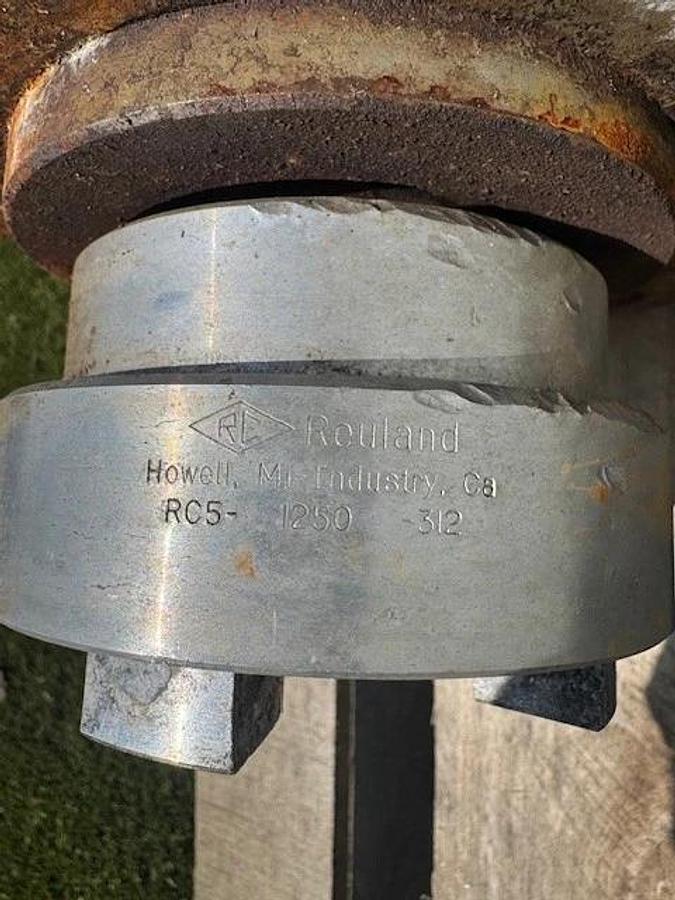 RC Reuland
Howell, Mi-Industry, Ca
RC5- 1250 312